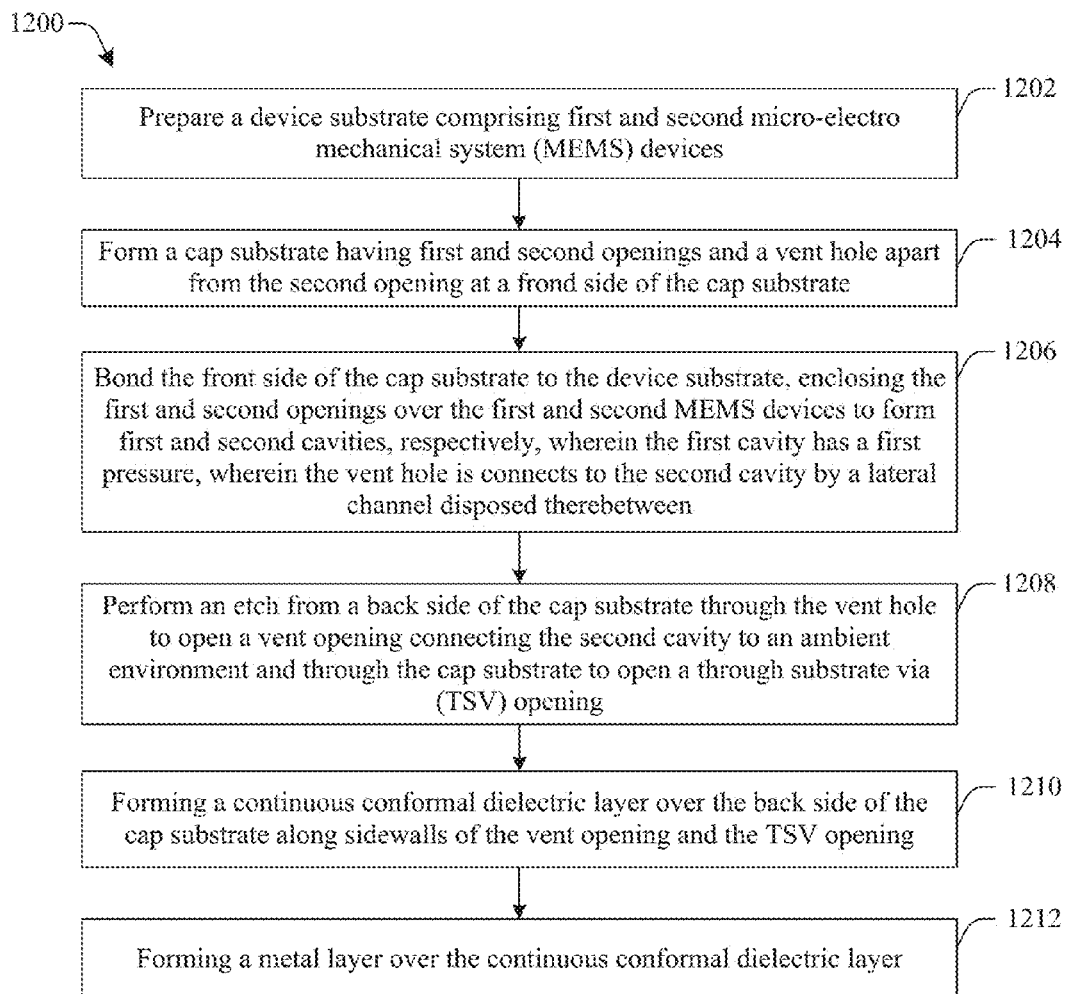 1200
1202
Prepare a device substrate comprising first and second micro-electro
mechanical system (MEMS) devices
1204
Form a cap substrate having first and second openings and a vent hole apart
from the second opening at a frond side of the cap substrate
1206
Bond the front side of the cap substrate to the device substrate, enclosing the
first and second openings over the first and second MEMS devices to form
first and second cavities, respectively, wherein the first cavity has a first
pressure, wherein the vent hole is connects to the second cavity by a lateral
channel disposed therebetween
1208
Perform an etch from a back side of the cap substrate through the vent hole
to open a vent opening connecting the second cavity to an ambient
environment and through the cap substrate to open a through substrate via
(TSV) opening
1210
Forming a continuous conformal dielectric layer over the back side of the
cap substrate along sidewalls of the vent opening and the TSV opening
1212
Forming a metal layer over the continuous conformal dielectric layer